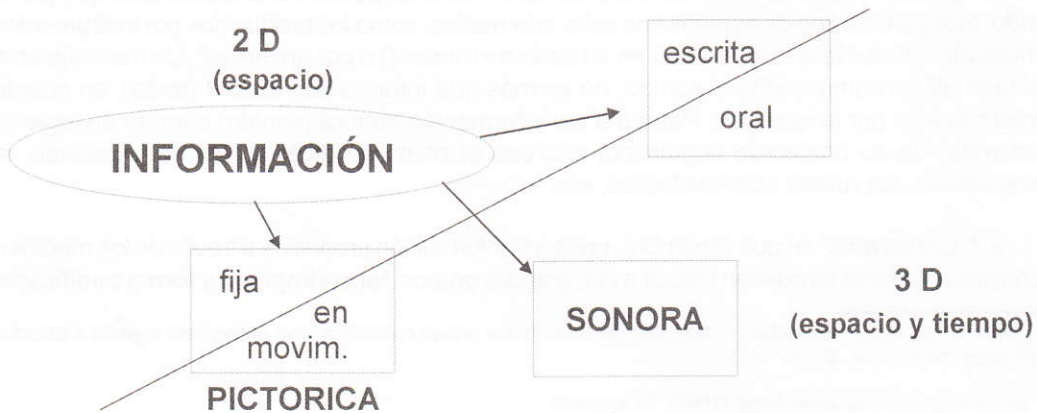 2 D
(espacio)
escrita
oral
INFORMACIÓN
fija
en
movim.
PICTORICA
SONORA
3 D
(espacio y tiempo)